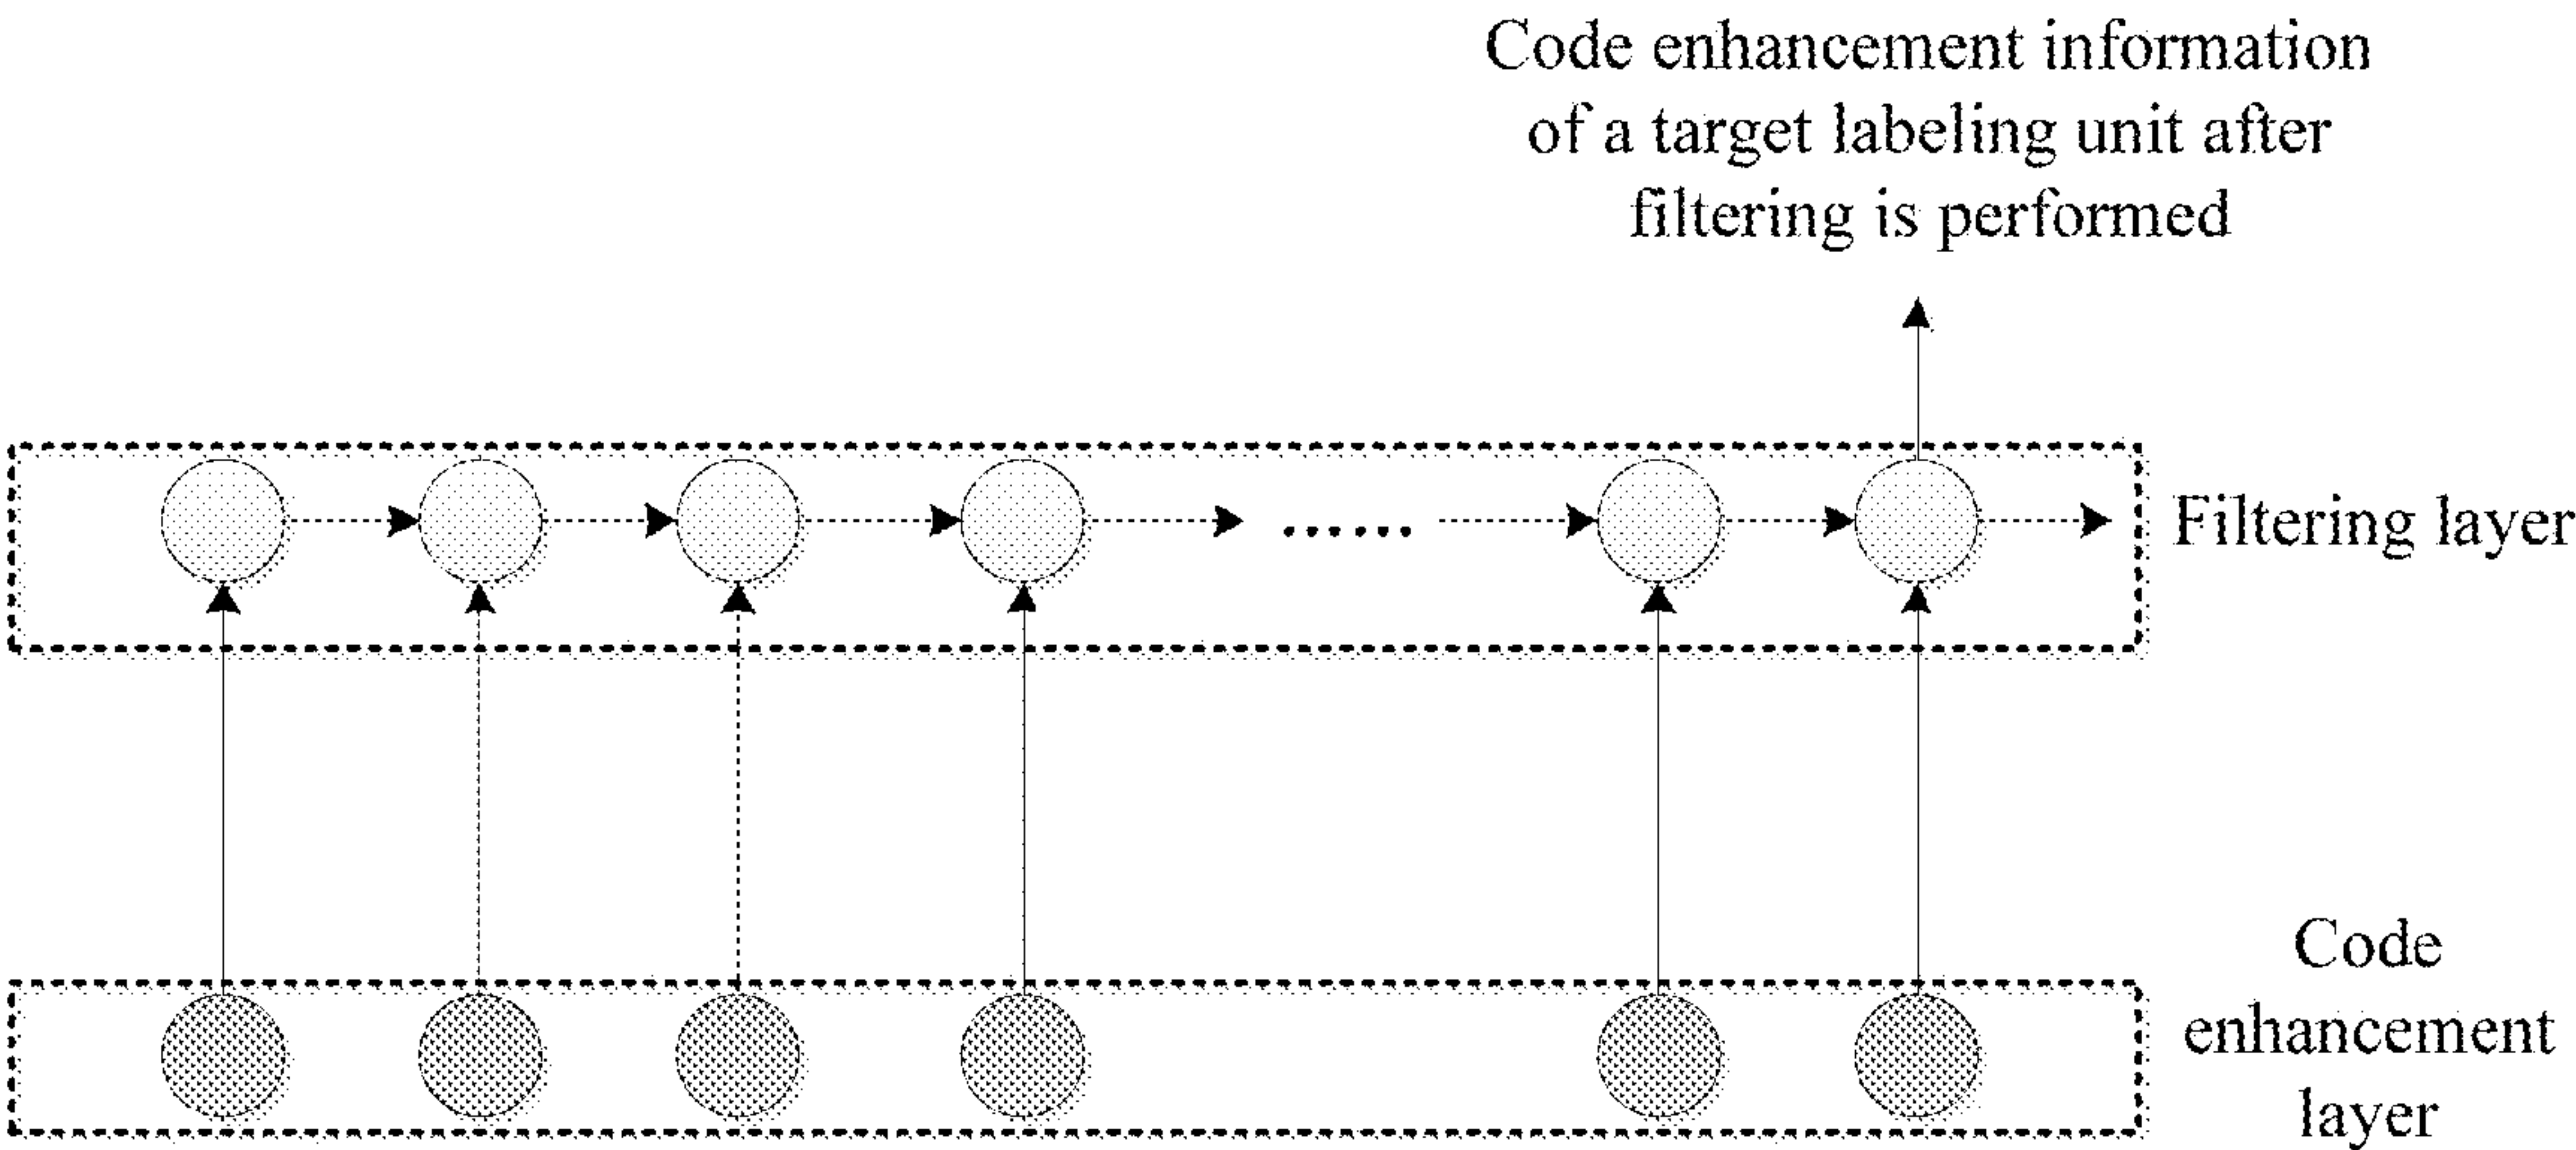 Code enhancement information
of a target labeling unit after
filtering is performed
......
Filtering layer
Code
enhancement
layer